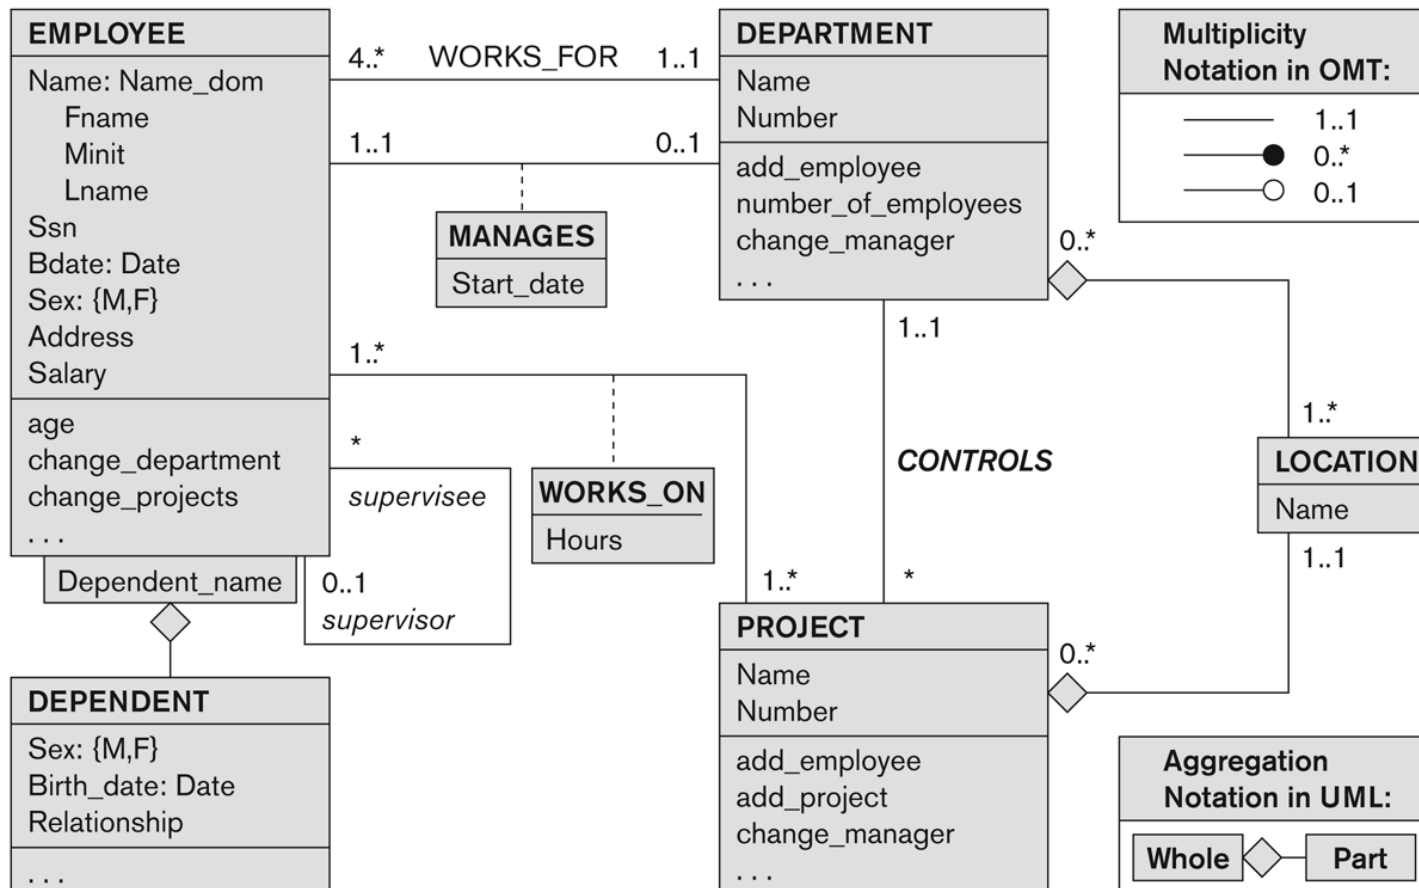 EMPLOYEE
Name: Name_dom
Fname
Minit
Lname
Ssn
Bdate: Date
Sex: {M,F}
Address
Salary
age
change_department
change_projects
. . .
Dependent_name
DEPENDENT
Sex: {M,F}
Birth_date: Date
Relationship
. . .
4..* WORKS_FOR 1..1
1..1 0..1
MANAGES
Start_date
1..*
*
supervisee
0..1
supervisor
WORKS_ON
Hours
1..*
DEPARTMENT
Name
Number
add_employee
number_of_employees
change_manager
. . .
0..*
1..1
CONTROLS
*
PROJECT
Name
Number
add_employee
add_project
change_manager
. . .
0..*
1..*
LOCATION
Name
1..1
Multiplicity
Notation in OMT:
1..1
0..*
0..1
Aggregation
Notation in UML:
Whole Part